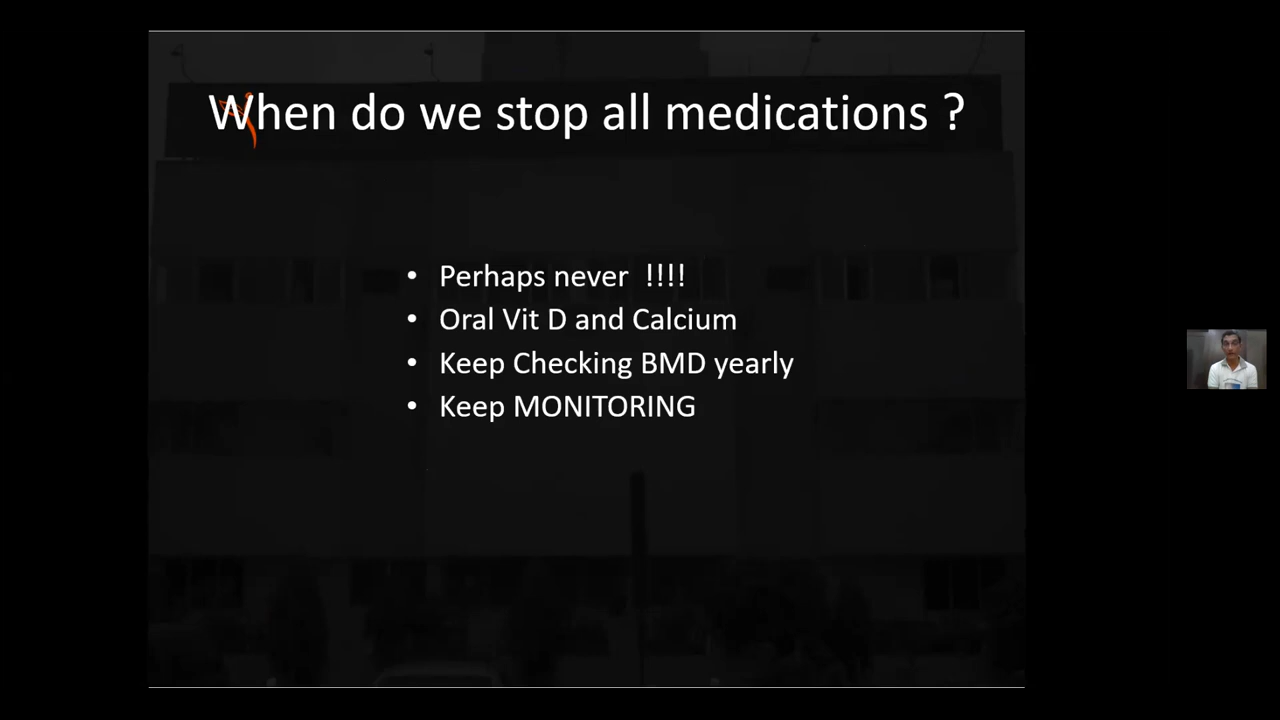 When do we stop all medications ?
• Perhaps never !!!!
• Oral Vit D and Calcium
• Keep Checking BMD yearly
• Keep MONITORING